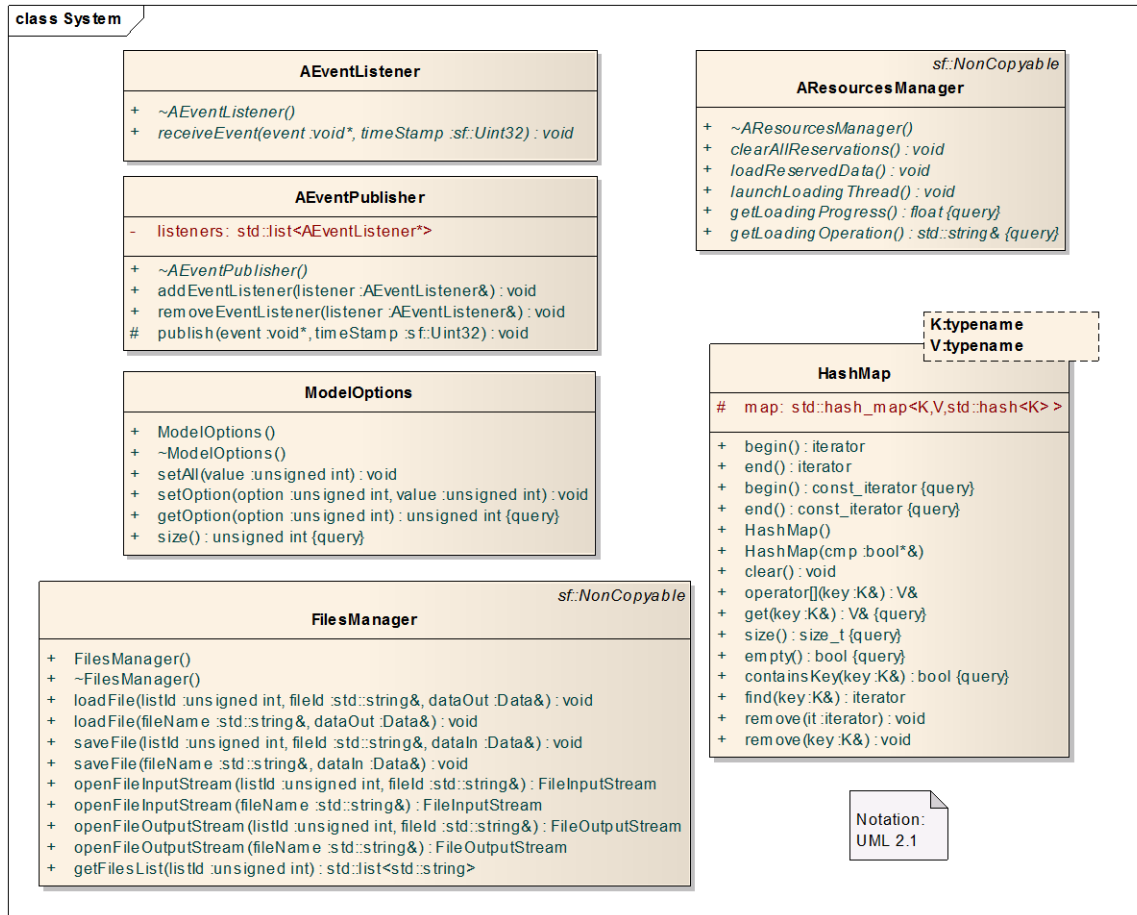 class System
AEventListener
+ ~AEventListener()
+ receiveEvent(event :void*, timeStamp :sf::Uint32) : void
AEventPublisher
- listeners: std::list<AEventListener*>
+ ~AEventPublisher()
+ addEventListener(listener :AEventListener&) : void
+ removeEventListener(listener :AEventListener&) : void
# publish(event :void*, timeStamp :sf::Uint32) : void
ModelOptions
+ ModelOptions()
+ ~ModelOptions()
+ setAll(value :unsigned int) : void
+ setOption(option :unsigned int, value :unsigned int) : void
+ getOption(option :unsigned int) : unsigned int {query}
+ size() : unsigned int {query}
sf::NonCopyable
FilesManager
+ FilesManager()
+ ~FilesManager()
+ loadFile(listId :unsigned int, fileId :std::string&, dataOut :Data&) : void
+ loadFile(fileName :std::string&, dataOut :Data&) : void
+ saveFile(listId :unsigned int, fileId :std::string&, dataIn :Data&) : void
+ saveFile(fileName :std::string&, dataIn :Data&) : void
+ openFileInputStream(listId :unsigned int, fileId :std::string&) : FileInputStream
+ openFileInputStream(fileName :std::string&) : FileInputStream
+ openFileOutputStream(listId :unsigned int, fileId :std::string&) : FileOutputStream
+ openFileOutputStream(fileName :std::string&) : FileOutputStream
+ getFilesList(listId :unsigned int) : std::list<std::string>
sf::NonCopyable
AResourcesManager
+ ~AResourcesManager()
+ clearAllReservations() : void
+ loadReservedData() : void
+ launchLoadingThread() : void
+ getLoadingProgress() : float {query}
+ getLoadingOperation() : std::string& {query}
K:typename
V:typename
HashMap
# map: std::hash_map<K,V,std::hash<K> >
+ begin() : iterator
+ end() : iterator
+ begin() : const_iterator {query}
+ end() : const_iterator {query}
+ HashMap()
+ HashMap(cmp :bool*&)
+ clear() : void
+ operator[](key :K&) : V&
+ get(key :K&) : V& {query}
+ size() : size_t {query}
+ empty() : bool {query}
+ containsKey(key :K&) : bool {query}
+ find(key :K&) : iterator
+ remove(it :iterator) : void
+ remove(key :K&) : void
Notation:
UML 2.1